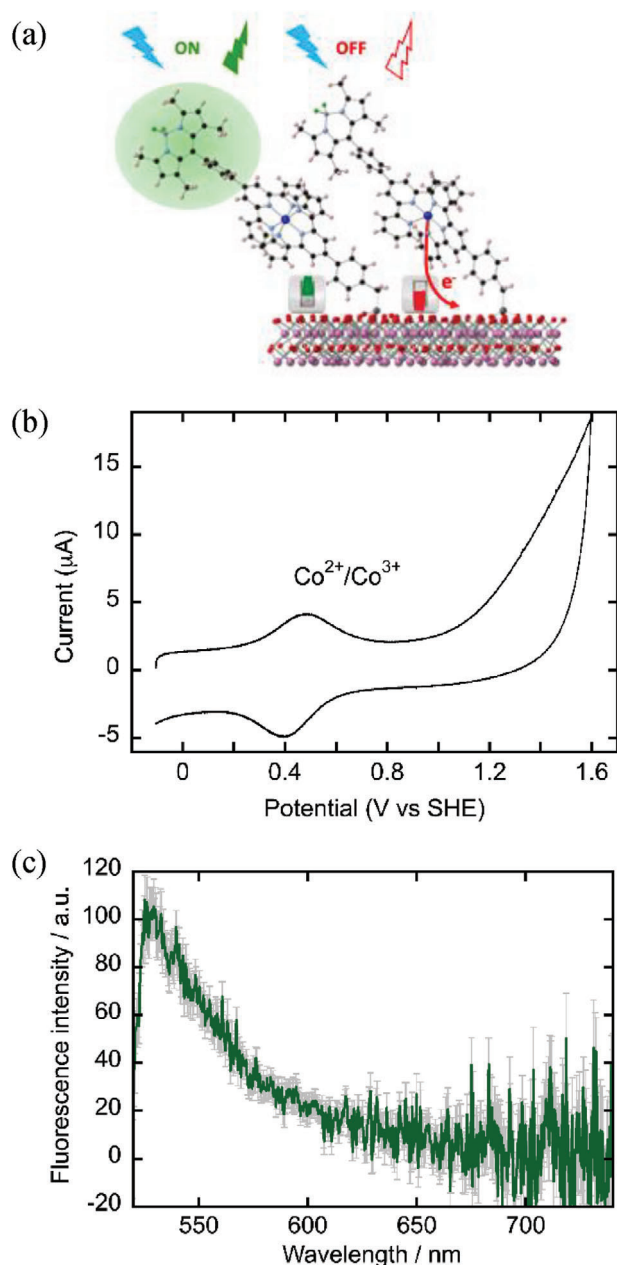 (a)
ON
OFF
e⁻
(b)
15
10
5
0
-5
Current (μA)
Co²⁺/Co³⁺
0
0.4
0.8
1.2
1.6
Potential (V vs SHE)
(c)
120
100
80
60
40
20
0
-20
Fluorescence intensity / a.u.
550
600
650
700
Wavelength / nm